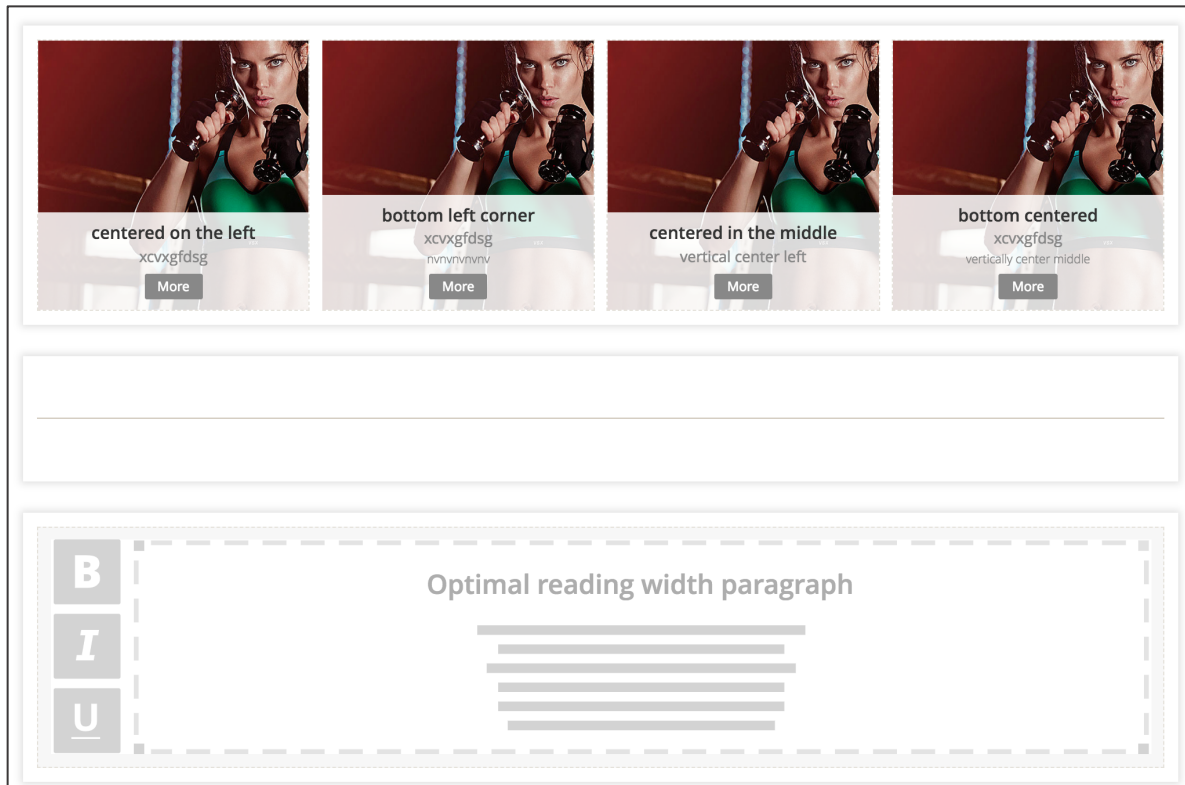 centered on the left
xcvxgfdsg
More
bottom left corner
xcvxgfdsg
nvnvnvnvnv
More
centered in the middle
vertical center left
More
bottom centered
xcvxgfdsg
vertically center middle
More
B
I
U
Optimal reading width paragraph